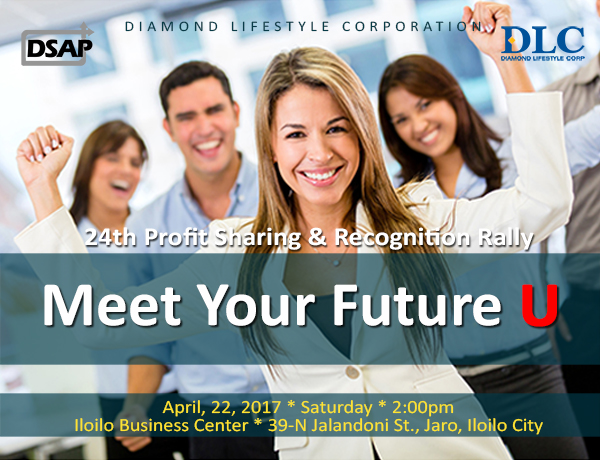 DIAMOND LIFESTYLE CORPORATION
DSAP
DLC
DIAMOND LIFESTYLE CORP
24th Profit Sharing & Recognition Rally
Meet Your Future U
April, 22, 2017 * Saturday * 2:00pm
Iloilo Business Center * 39-N Jalandoni St., Jaro, Iloilo City